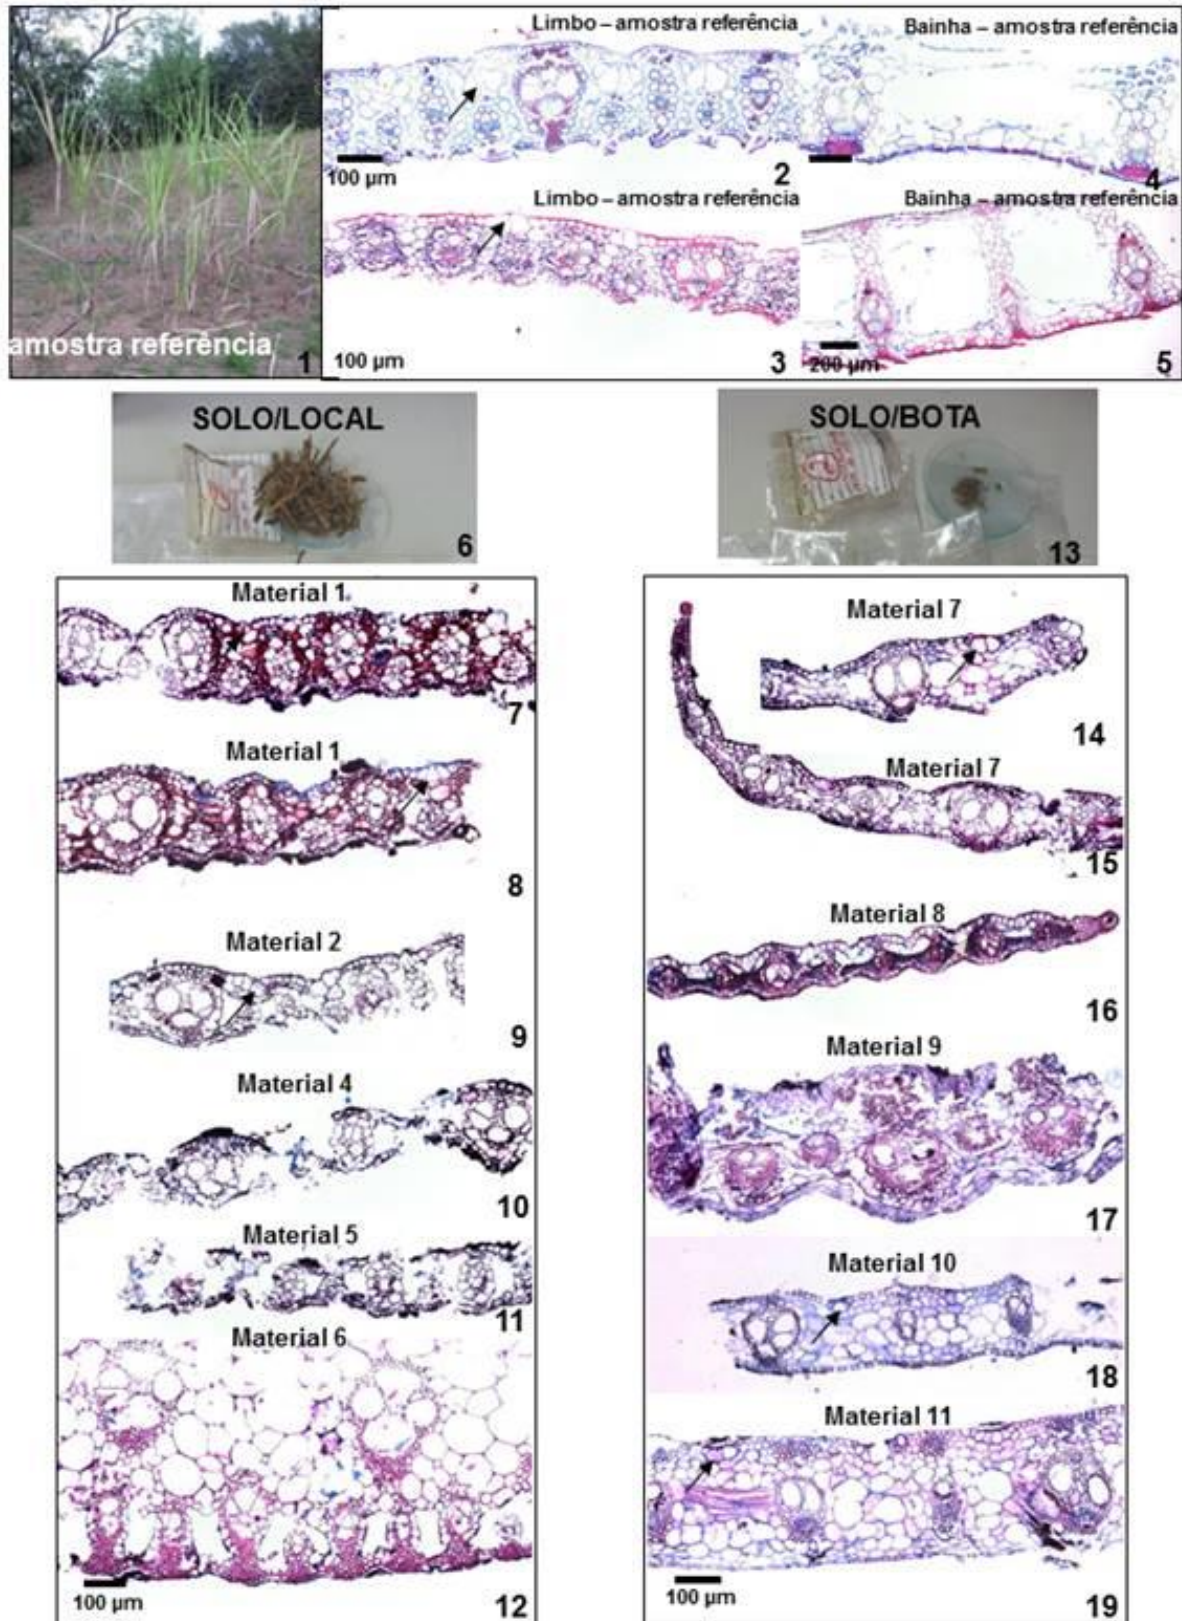 Limbo – amostra referência
Bainha – amostra referência
100 µm
2
4
Limbo – amostra referência
Bainha – amostra referência
amostra referência
1
100 µm
3
200 µm
5
SOLO/LOCAL
6
SOLO/BOTA
13
Material 1
7
Material 1
8
Material 2
9
Material 4
10
Material 5
11
Material 6
100 µm
12
Material 7
14
Material 7
15
Material 8
16
Material 9
17
Material 10
18
Material 11
100 µm
19